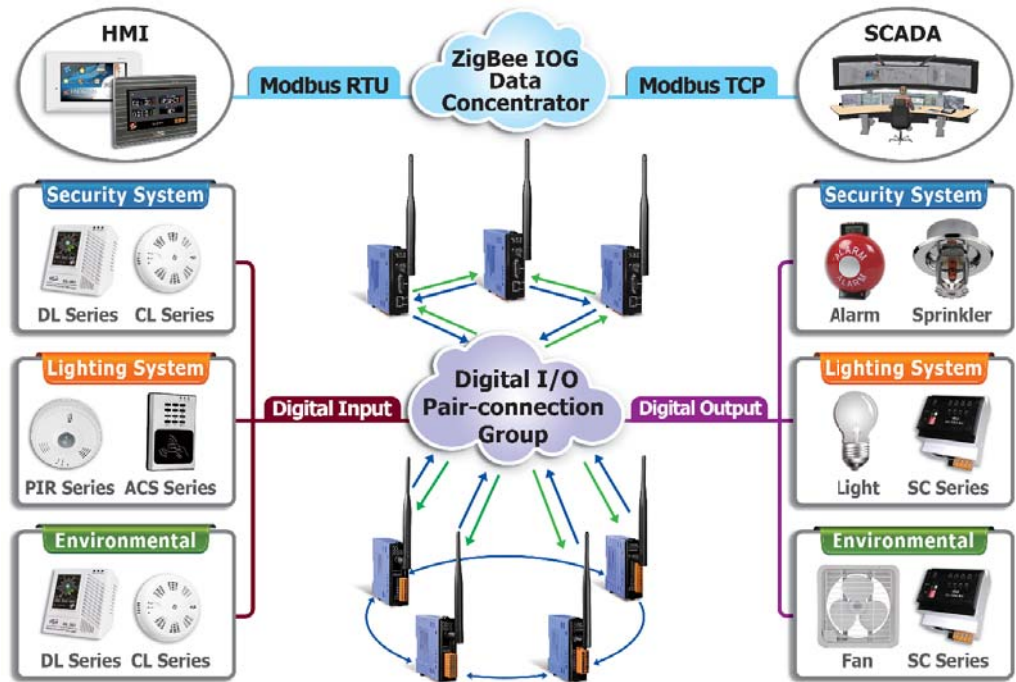 HMI
Modbus RTU
ZigBee IOG
Data
Concentrator
Modbus TCP
SCADA
Security System
DL Series
CL Series
Lighting System
PIR Series
ACS Series
Environmental
DL Series
CL Series
Digital Input
Digital I/O
Pair-connection
Group
Digital Output
Security System
ALARM
ALARM
Alarm
Sprinkler
Lighting System
Light
SC Series
Environmental
Fan
SC Series